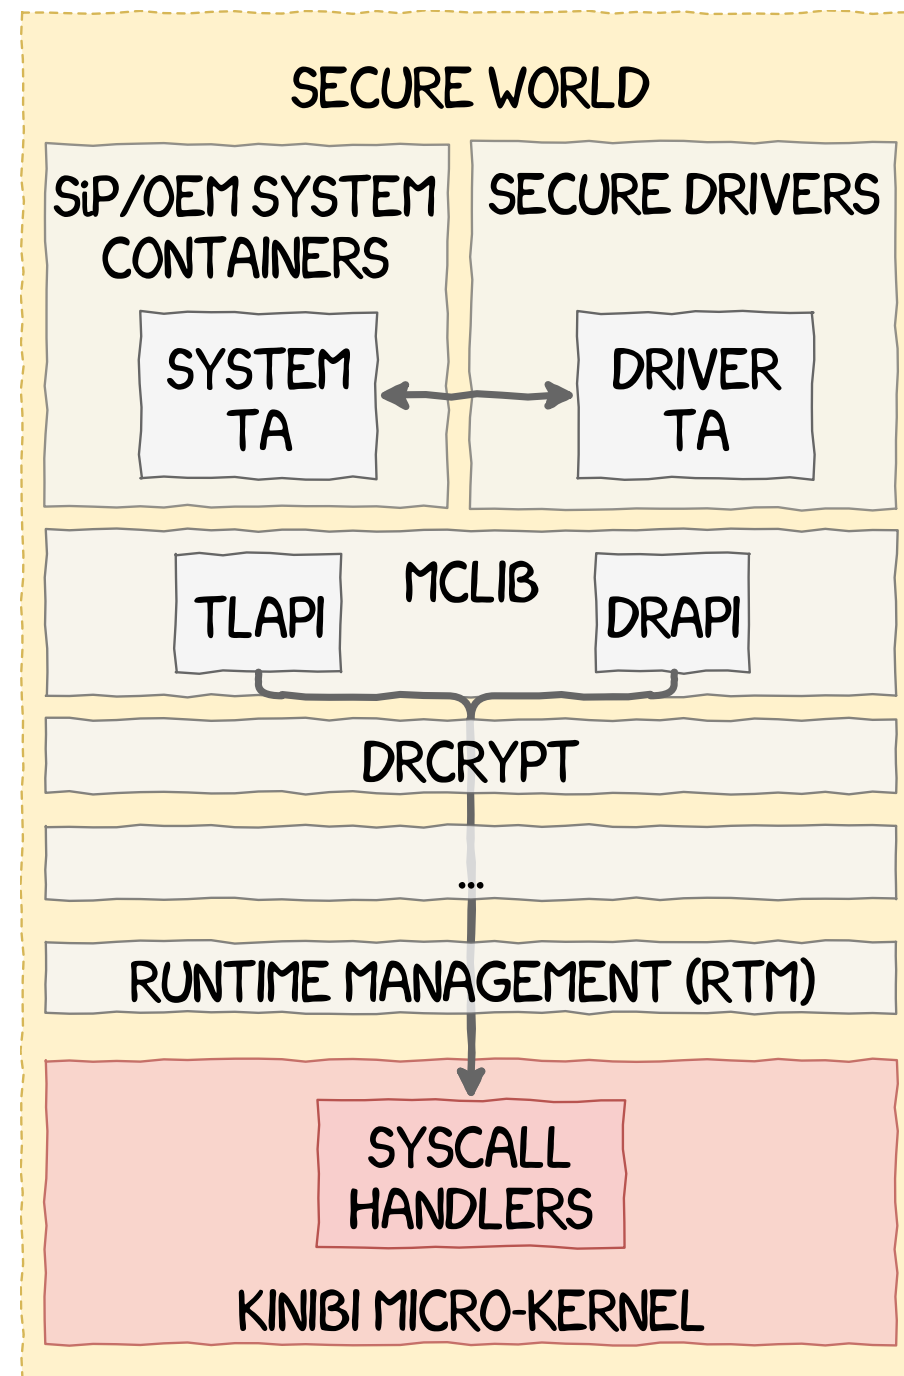 SECURE WORLD
SiP/OEM SYSTEM
CONTAINERS
SECURE DRIVERS
SYSTEM
TA
DRIVER
TA
MCLIB
TLAPI
DRAPI
DRCRYPT
...
RUNTIME MANAGEMENT (RTM)
SYSCALL
HANDLERS
KINIBI MICRO-KERNEL